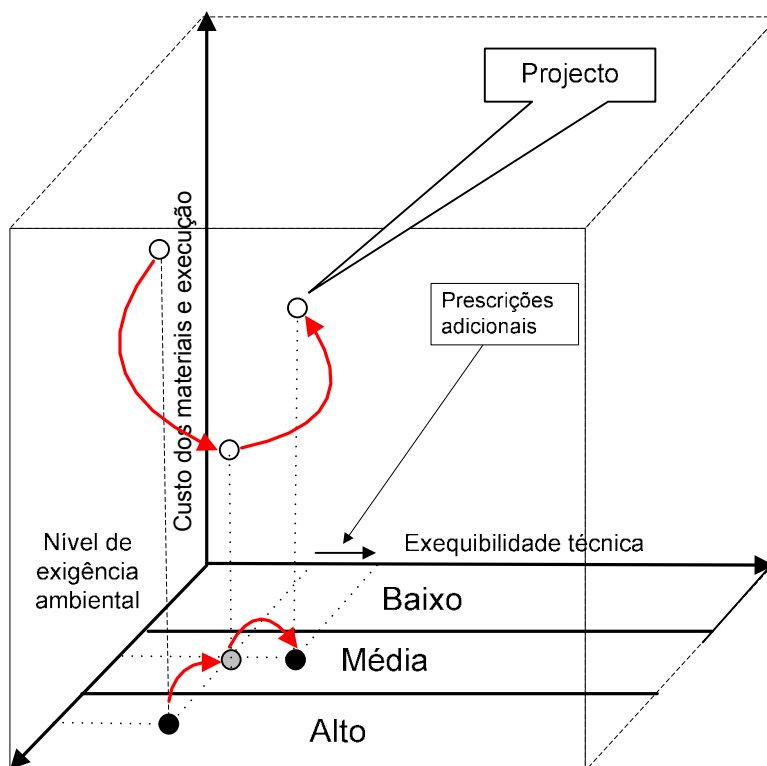 Projecto
Custo dos materiais e execução
Prescrições
adicionais
Nível de
exigência
ambiental
Exequibilidade técnica
Baixo
Média
Alto